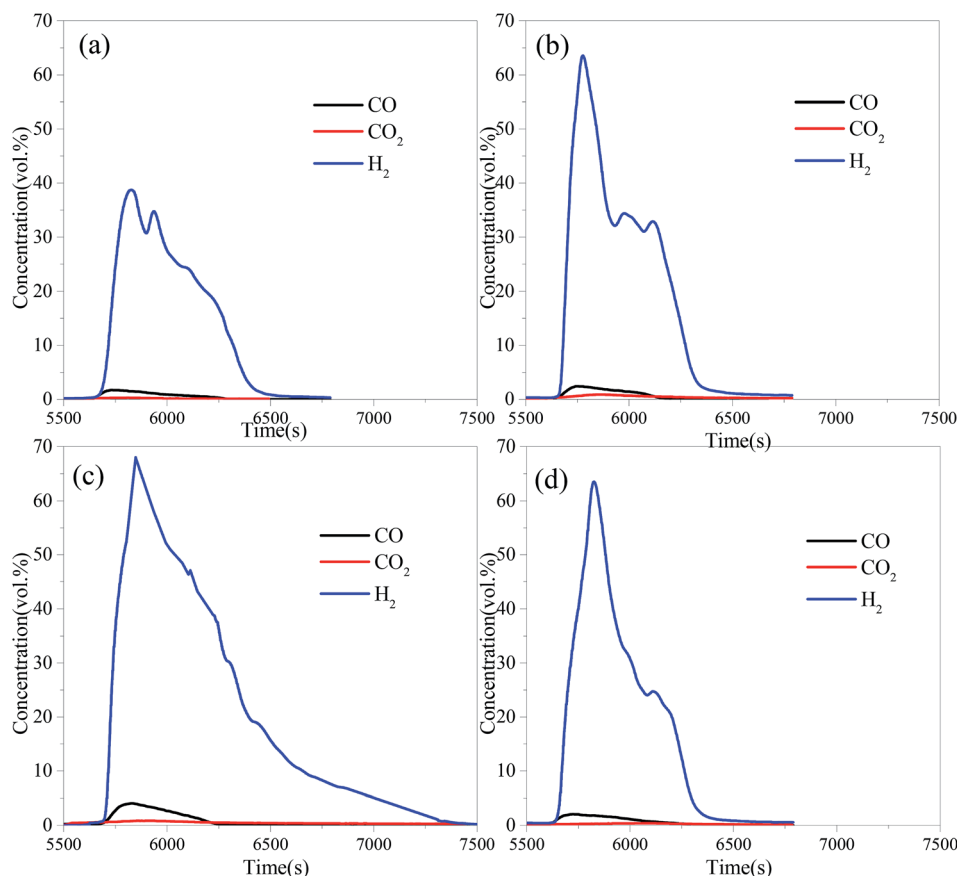 (a)
70
60
50
40
30
20
10
0
Concentration(vol.%)
CO
CO₂
H₂
5500 6000 6500 7000 7500
Time(s)
(b)
70
60
50
40
30
20
10
0
Concentration(vol.%)
CO
CO₂
H₂
5500 6000 6500 7000 7500
Time(s)
(c)
70
60
50
40
30
20
10
0
Concentration(vol.%)
CO
CO₂
H₂
5500 6000 6500 7000 7500
Time(s)
(d)
70
60
50
40
30
20
10
0
Concentration(vol.%)
CO
CO₂
H₂
5500 6000 6500 7000 7500
Time(s)